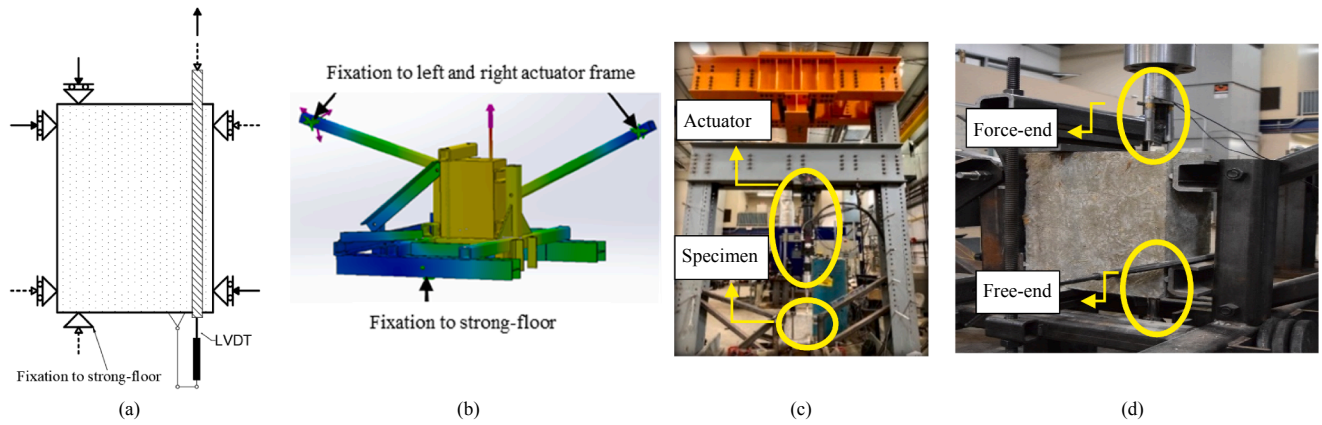 LVDT
Fixation to strong-floor
(a)
Fixation to left and right actuator frame
Fixation to strong-floor
(b)
Actuator
Specimen
(c)
Force-end
Free-end
(d)